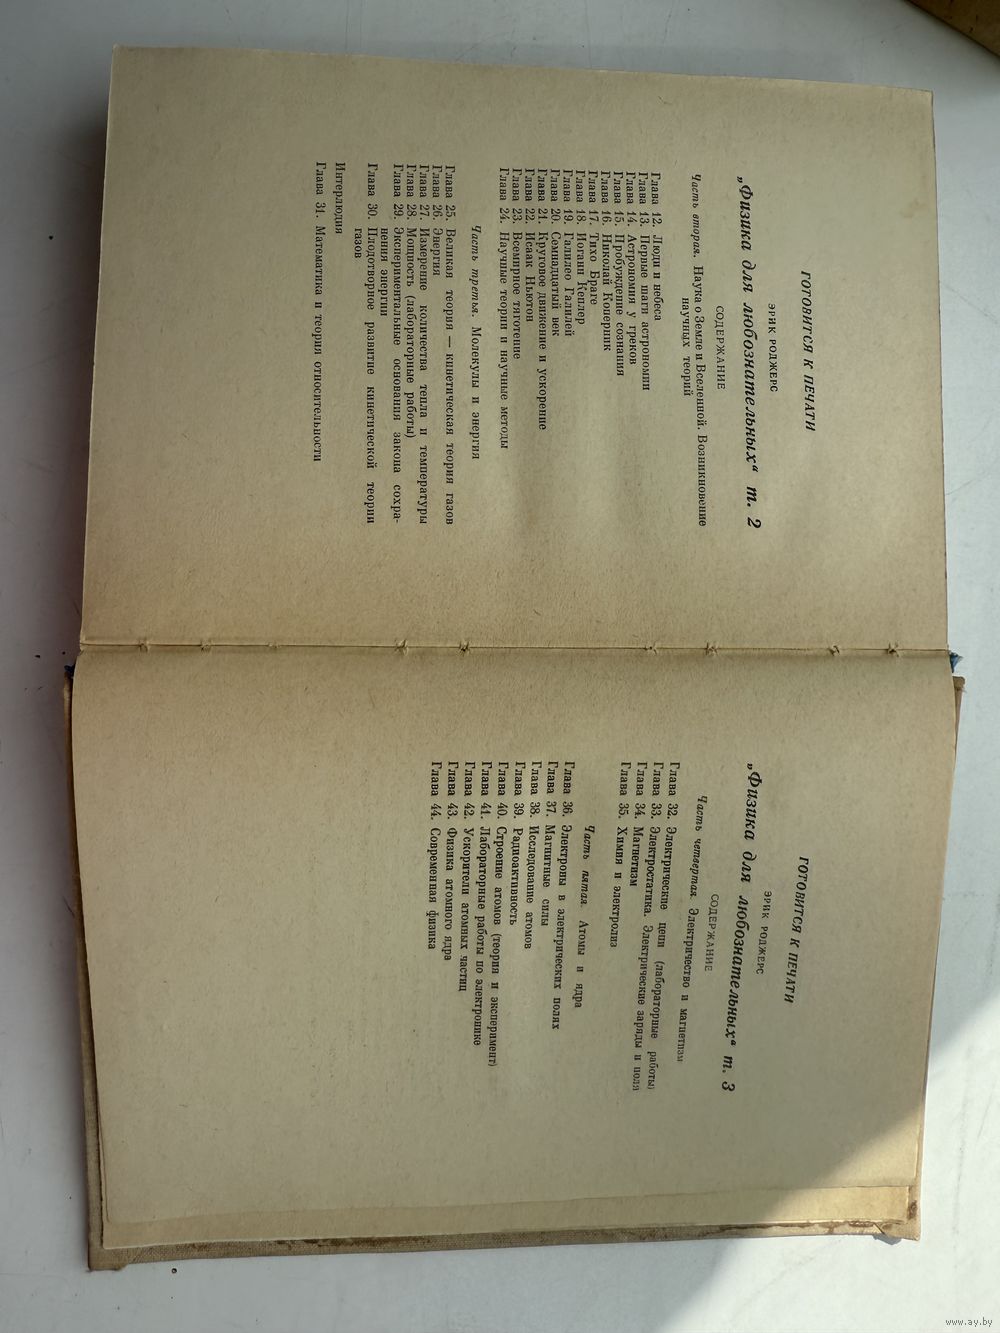 ГОТОВИТСЯ К ПЕЧАТИ
ЭРИК РОДЖЕРС
„Физика для любознательных“ т. 2
СОДЕРЖАНИЕ
Часть вторая. Наука о Земле и Вселенной. Возникновение
научных теорий
Глава 12. Люди и небеса
Глава 13. Первые шаги астрономии
Глава 14. Астрономия у греков
Глава 15. Пробуждение сознания
Глава 16. Николай Коперник
Глава 17. Тихо Браге
Глава 18. Иоганн Кеплер
Глава 19. Галилео Галилей
Глава 20. Семнадцатый век
Глава 21. Круговое движение и ускорение
Глава 22. Исаак Ньютон
Глава 23. Всемирное тяготение
Глава 24. Научные теории и научные методы
Часть третья. Молекулы и энергия
Глава 25. Великая теория — кинетическая теория газов
Глава 26. Энергия
Глава 27. Измерение количества тепла и температуры
Глава 28. Мощность (лабораторные работы)
Глава 29. Экспериментальные основания закона сохра-
нения энергии
Глава 30. Плодотворное развитие кинетической теории
газов
Интерлюдия
Глава 31. Математика и теория относительности
ГОТОВИТСЯ К ПЕЧАТИ
ЭРИК РОДЖЕРС
„Физика для любознательных“ т. 3
СОДЕРЖАНИЕ
Часть четвертая. Электричество и магнетизм
Глава 32. Электрические цепи (лабораторные работы)
Глава 33. Электростатика. Электрические заряды и поля
Глава 34. Магнетизм
Глава 35. Химия и электролиз
Часть пятая. Атомы и ядра
Глава 36. Электроны в электрических полях
Глава 37. Магнитные силы
Глава 38. Исследование атомов
Глава 39. Радиоактивность
Глава 40. Строение атомов (теория и эксперимент)
Глава 41. Лабораторные работы по электронике
Глава 42. Ускорители атомных частиц
Глава 43. Физика атомного ядра
Глава 44. Современная физика
www.ay.by